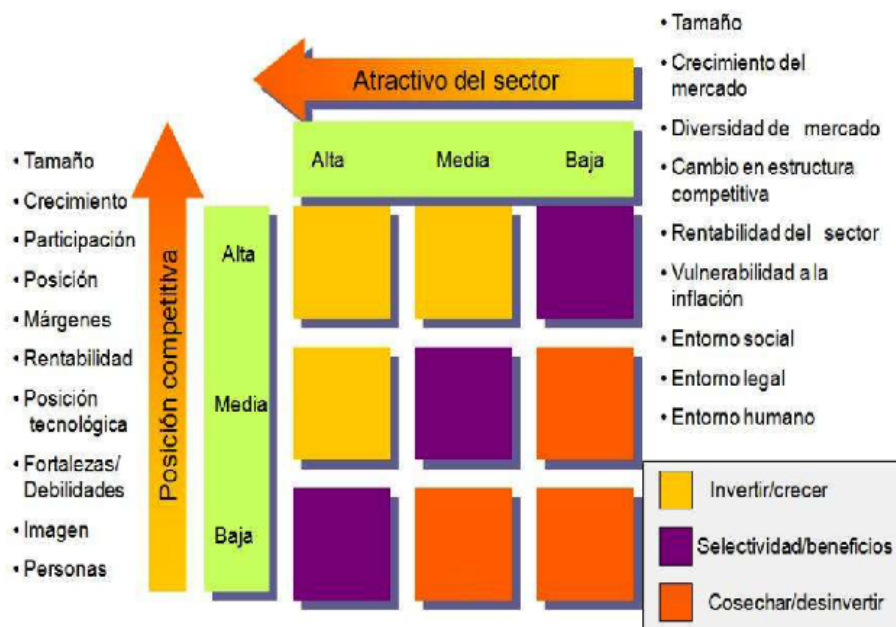 Atractivo del sector
Alta Media Baja
Posición competitiva
Alta
Media
Baja
• Tamaño
• Crecimiento
• Participación
• Posición
• Márgenes
• Rentabilidad
• Posición
tecnológica
• Fortalezas/
Debilidades
• Imagen
• Personas
• Tamaño
• Crecimiento del
mercado
• Diversidad de mercado
• Cambio en estructura
competitiva
• Rentabilidad del sector
• Vulnerabilidad a la
inflación
• Entorno social
• Entorno legal
• Entorno humano
Invertir/crecer
Selectividad/beneficios
Cosechar/desinvertir